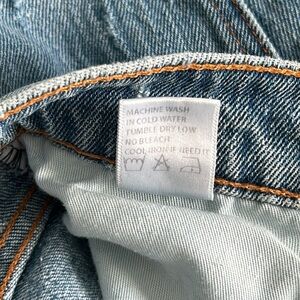 MACHINE WASH
IN COLD WATER
TUMBLE DRY LOW
NO BLEACH
COOL IRON IF NEED IT